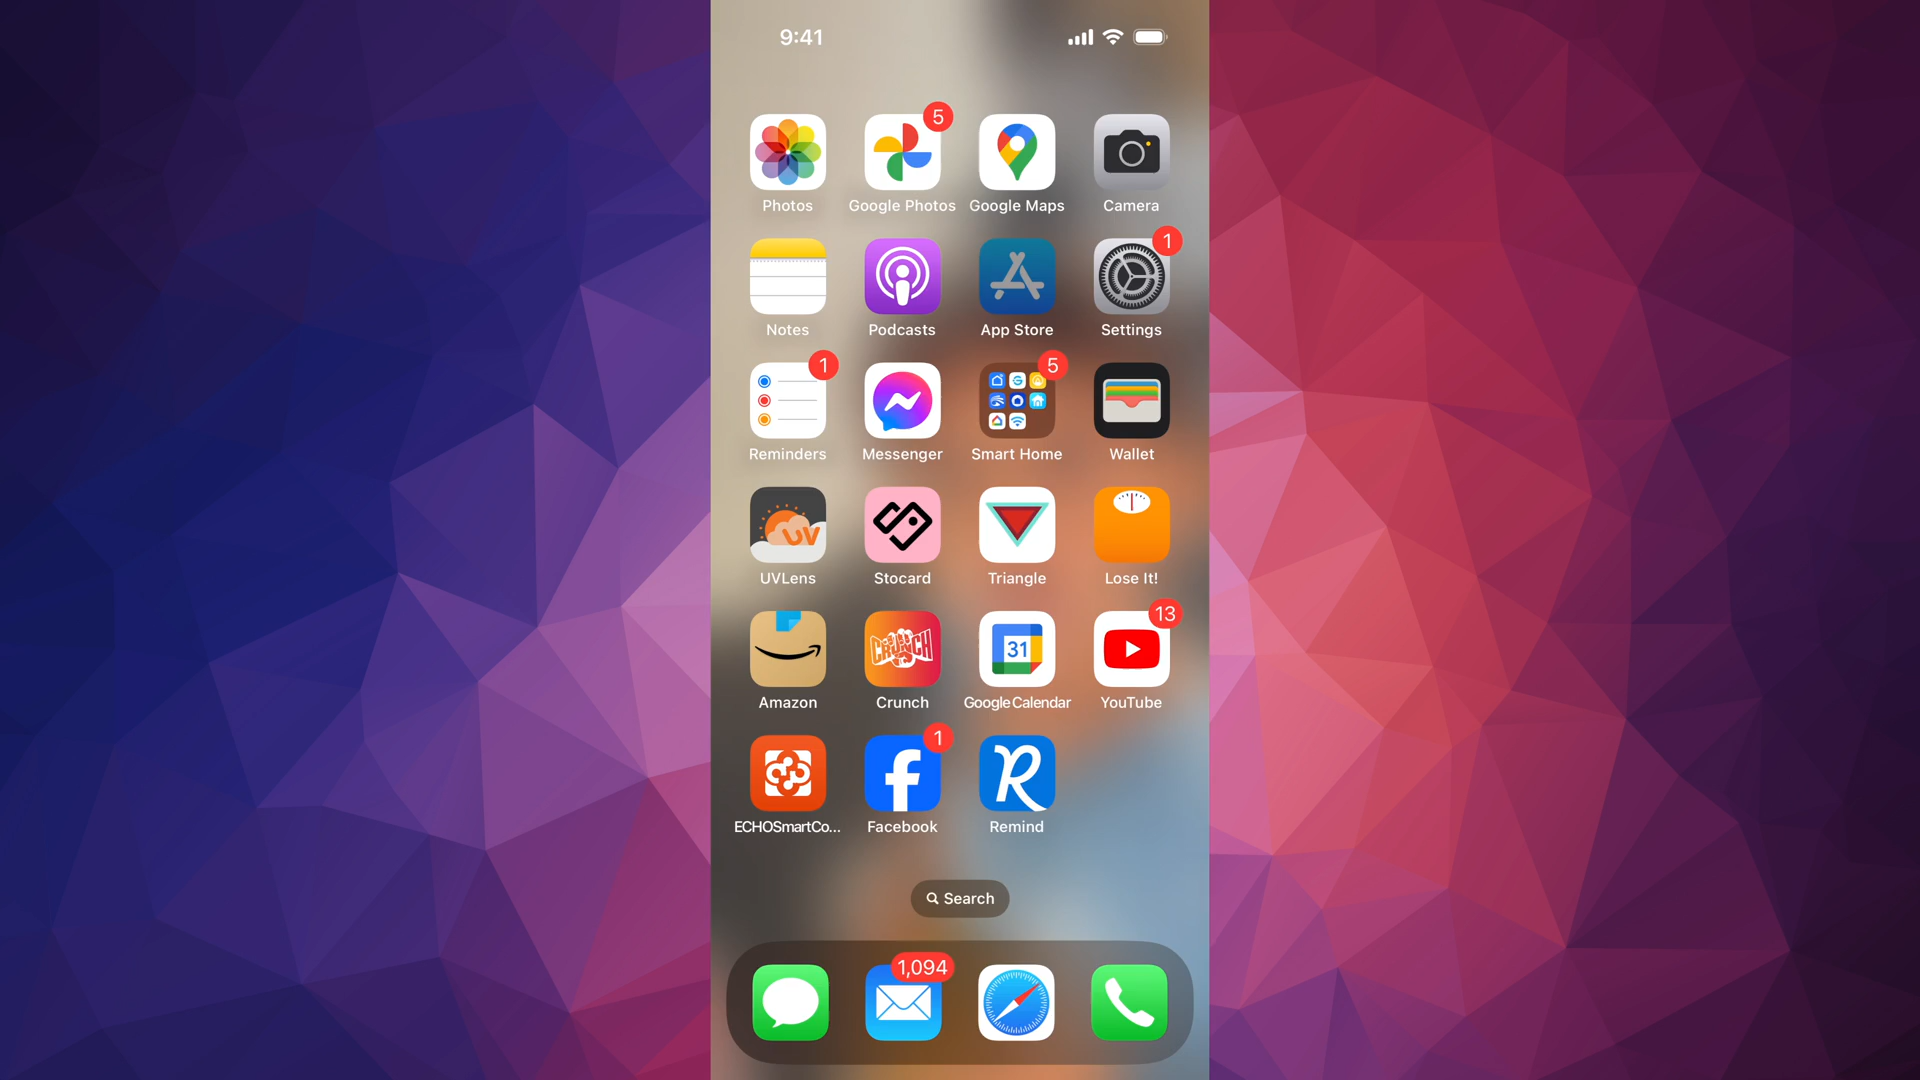 9:41
5
Photos Google Photos Google Maps Camera
1
Notes Podcasts App Store Settings
1 5
Reminders Messenger Smart Home Wallet
UV
UVLens Stocard Triangle Lose It!
CRUNCH 31 13
Amazon Crunch Google Calendar YouTube
1
ECHOSmartCo... Facebook Remind
Search
1,094